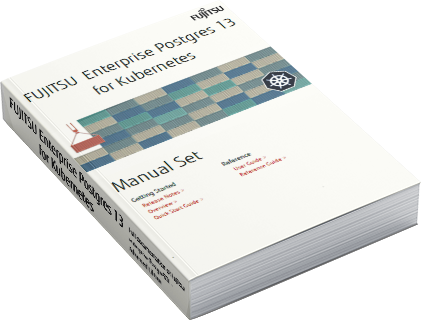 FUJITSU
FUJITSU Enterprise Postgres 13
for Kubernetes
Manual Set
Getting Started
Release Notes >
Overview >
Quick Start Guide >
Reference
User Guide >
Reference Guide >
FUJITSU Enterprise Postgres 13
for Kubernetes